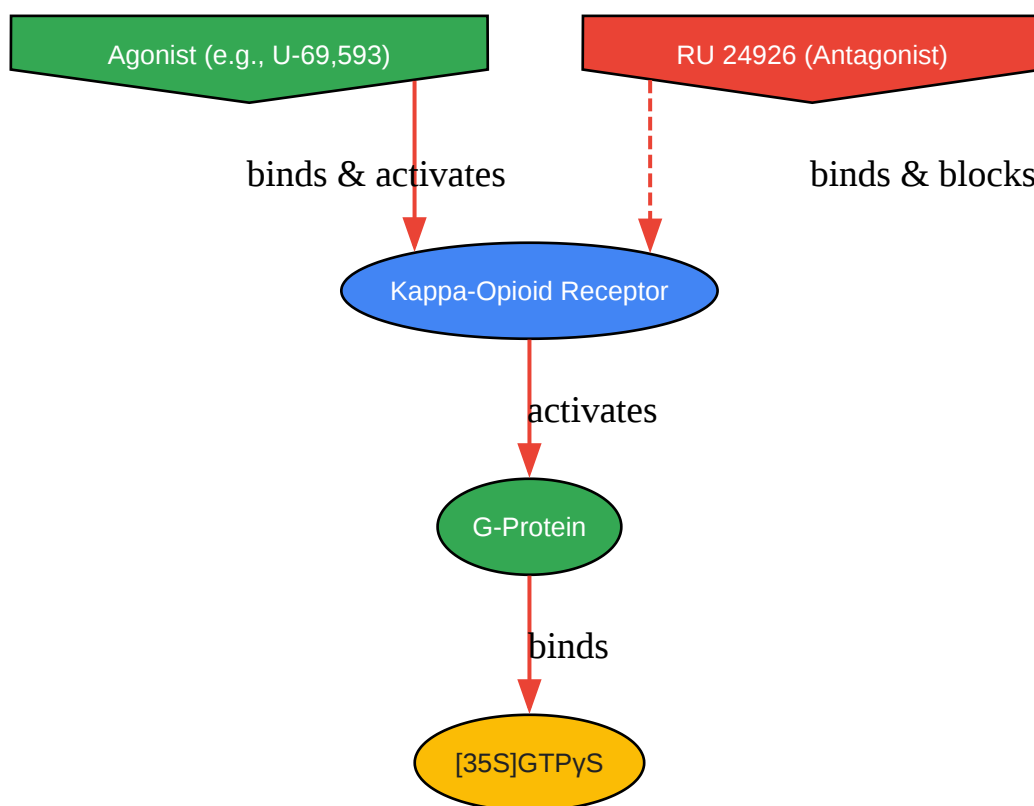 Agonist (e.g., U-69,593)
RU 24926 (Antagonist)
binds & activates
binds & blocks
Kappa-Opioid Receptor
activates
G-Protein
binds
[35S]GTPγS